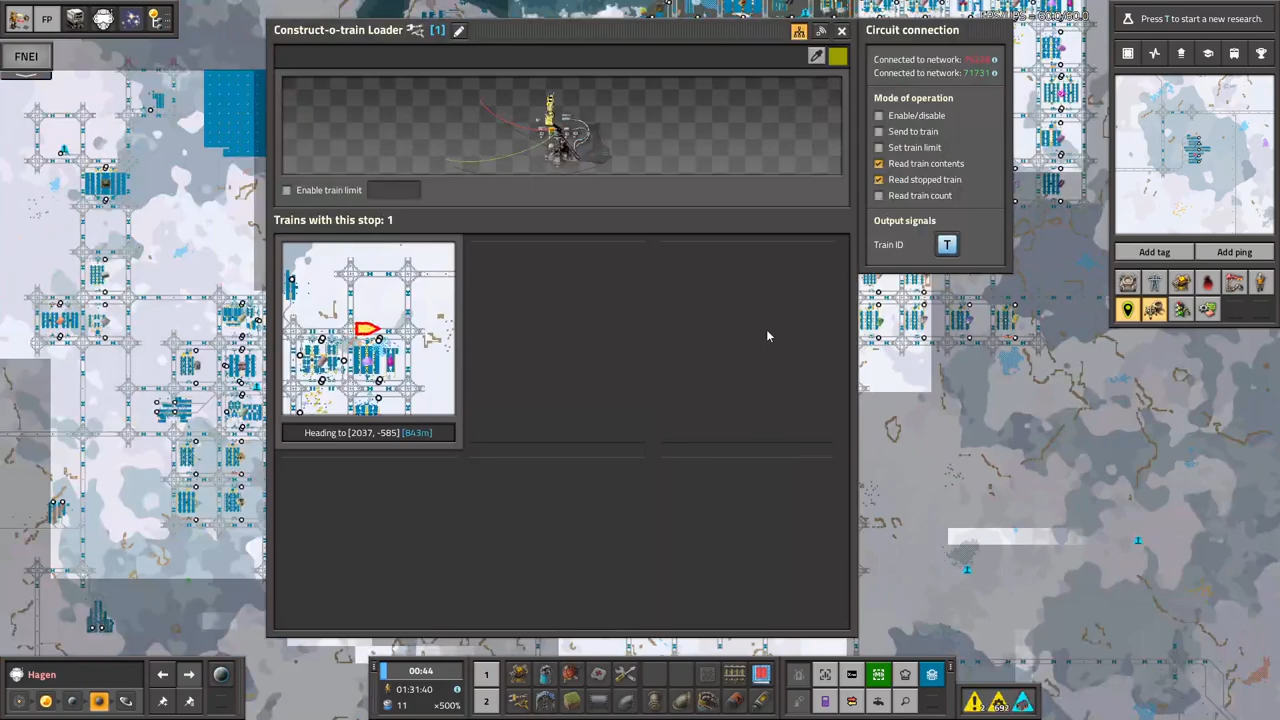 FP
FNEI
Construct-o-train Loader [1]
Enable train limit
Trains with this stop: 1
Heading to [2037, -585] [843m]
Circuit connection
Connected to network:
Connected to network: 71731
Mode of operation
Enable/disable
Send to train
Set train limit
Read train contents
Read stopped train
Read train count
Output signals
Train ID T
Press T to start a new research.
Add tag Add ping
Hagen
00:44
01:31:40
11 ×500%
1
2
692